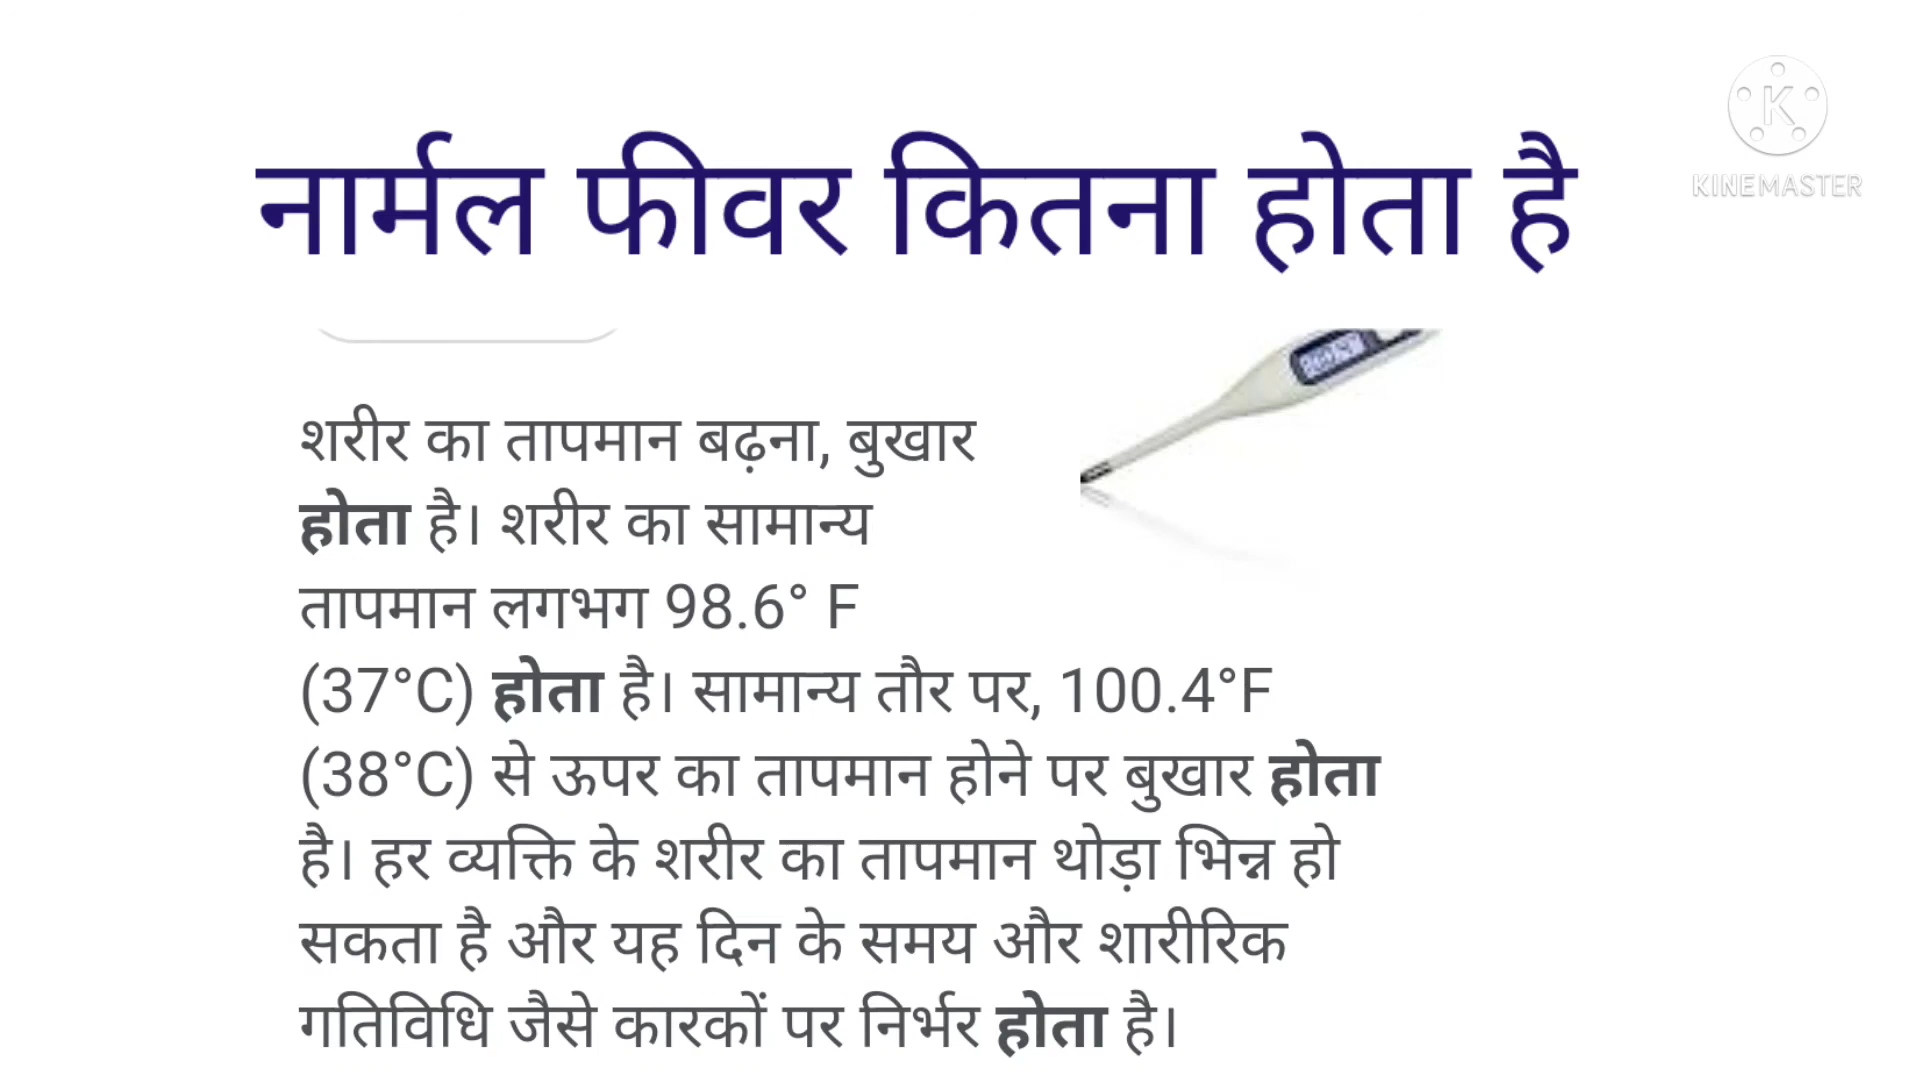 नार्मल फीवर कितना होता है
KINEMASTER
शरीर का तापमान बढ़ना, बुखार
होता है। शरीर का सामान्य
तापमान लगभग 98.6° F
(37°C) होता है। सामान्य तौर पर, 100.4°F
(38°C) से ऊपर का तापमान होने पर बुखार होता
है। हर व्यक्ति के शरीर का तापमान थोड़ा भिन्न हो
सकता है और यह दिन के समय और शारीरिक
गतिविधि जैसे कारकों पर निर्भर होता है।